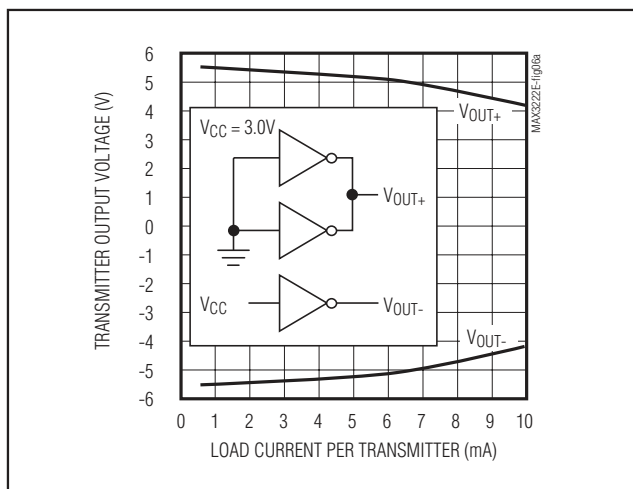 TRANSMITTER OUTPUT VOLTAGE (V)
6
5
4
3
2
1
0
-1
-2
-3
-4
-5
-6
VCC = 3.0V
VOUT+
VCC
VOUT-
VOUT+
VOUT-
MAX3222E-fig06a
0 1 2 3 4 5 6 7 8 9 10
LOAD CURRENT PER TRANSMITTER (mA)